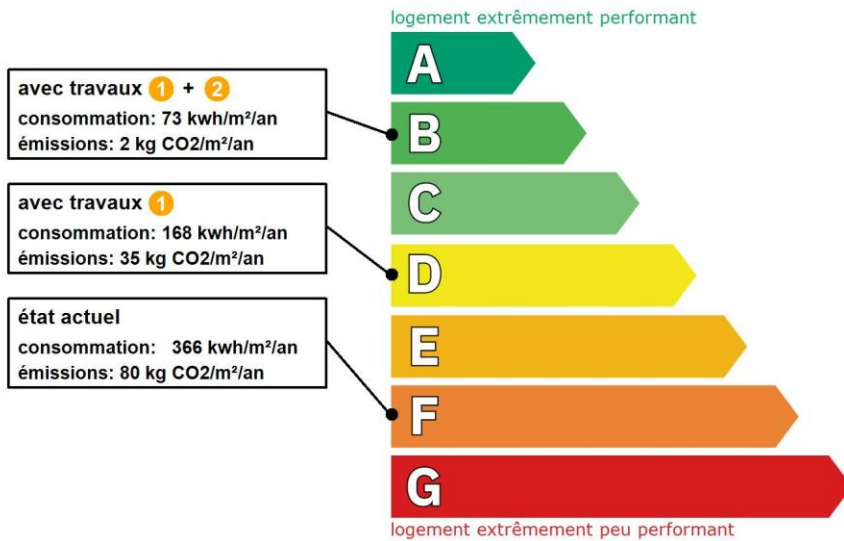 logement extrêmement performant
A
avec travaux 1 + 2
consommation: 73 kwh/m²/an
émissions: 2 kg CO2/m²/an
B
C
avec travaux 1
consommation: 168 kwh/m²/an
émissions: 35 kg CO2/m²/an
D
état actuel
consommation: 366 kwh/m²/an
émissions: 80 kg CO2/m²/an
E
F
G
logement extrêmement peu performant